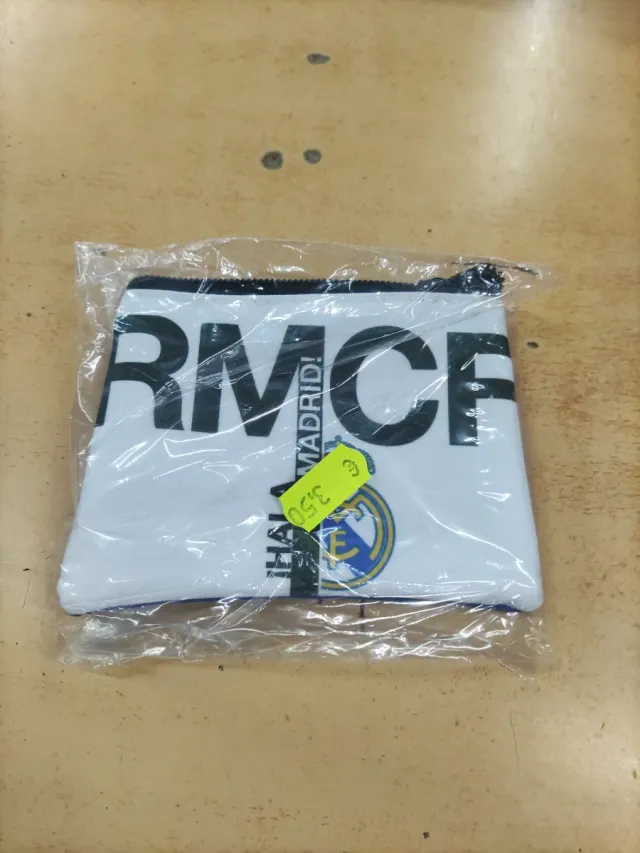 RMCF
¡HALA
MADRID!
€
3,50